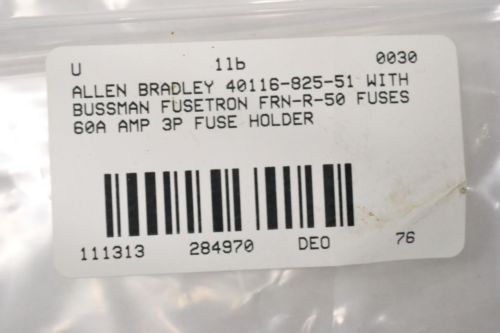 U 1lb 0030
ALLEN BRADLEY 40116-825-51 WITH
BUSSMAN FUSETRON FRN-R-50 FUSES
60A AMP 3P FUSE HOLDER
111313 284970 DEO 76